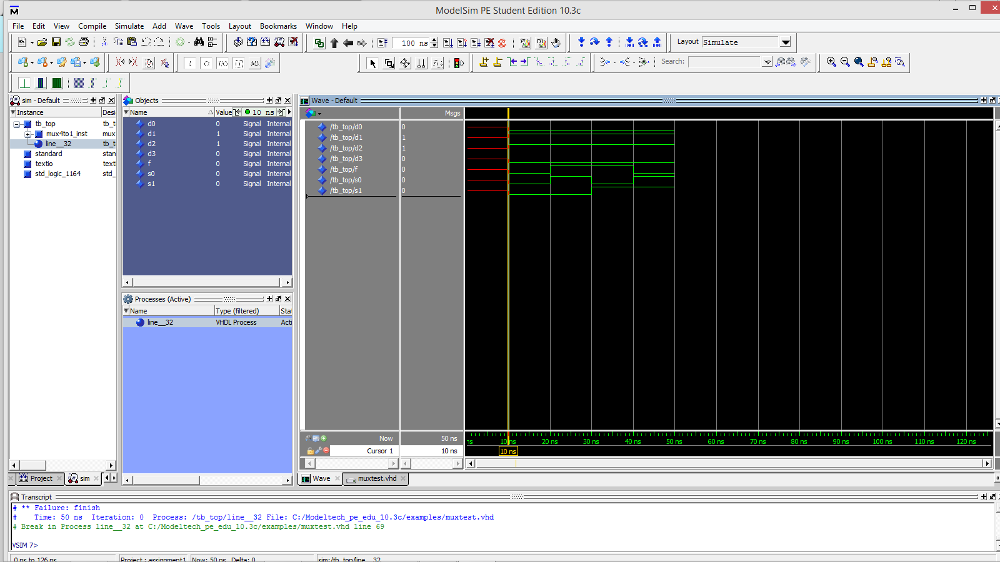 ModelSim PE Student Edition 10.3c
File Edit View Compile Simulate Add Wave Tools Layout Bookmarks Window Help
100 ns
Layout Simulate
Search:
sim - Default
Instance Desi
tb_top tb_t
mux4to1_inst mux
line__32 tb_t
standard stan
textio text
std_logic_1164 std_
Project
sim
Objects
Name Value 10 ns
d0 0 Signal Internal
d1 1 Signal Internal
d2 1 Signal Internal
d3 0 Signal Internal
f 0 Signal Internal
s0 0 Signal Internal
s1 0 Signal Internal
Processes (Active)
Name Type (filtered) Sta
line__32 VHDL Process Acti
Wave - Default
Msgs
/tb_top/d0 0
/tb_top/d1 1
/tb_top/d2 1
/tb_top/d3 0
/tb_top/f 0
/tb_top/s0 0
/tb_top/s1 0
Now 50 ns
ns 10 ns 20 ns 30 ns 40 ns 50 ns 60 ns 70 ns 80 ns 90 ns 100 ns 110 ns 120 ns
Cursor 1 10 ns
10 ns
Wave
muxtest.vhd
Transcript
# ** Failure: finish
# Time: 50 ns Iteration: 0 Process: /tb_top/line__32 File: C:/Modeltech_pe_edu_10.3c/examples/muxtest.vhd
# Break in Process line__32 at C:/Modeltech_pe_edu_10.3c/examples/muxtest.vhd line 69
VSIM 7>
0 ns to 126 ns Project : assignment1 Now: 50 ns Delta: 0 sim:/tb_top/line__32